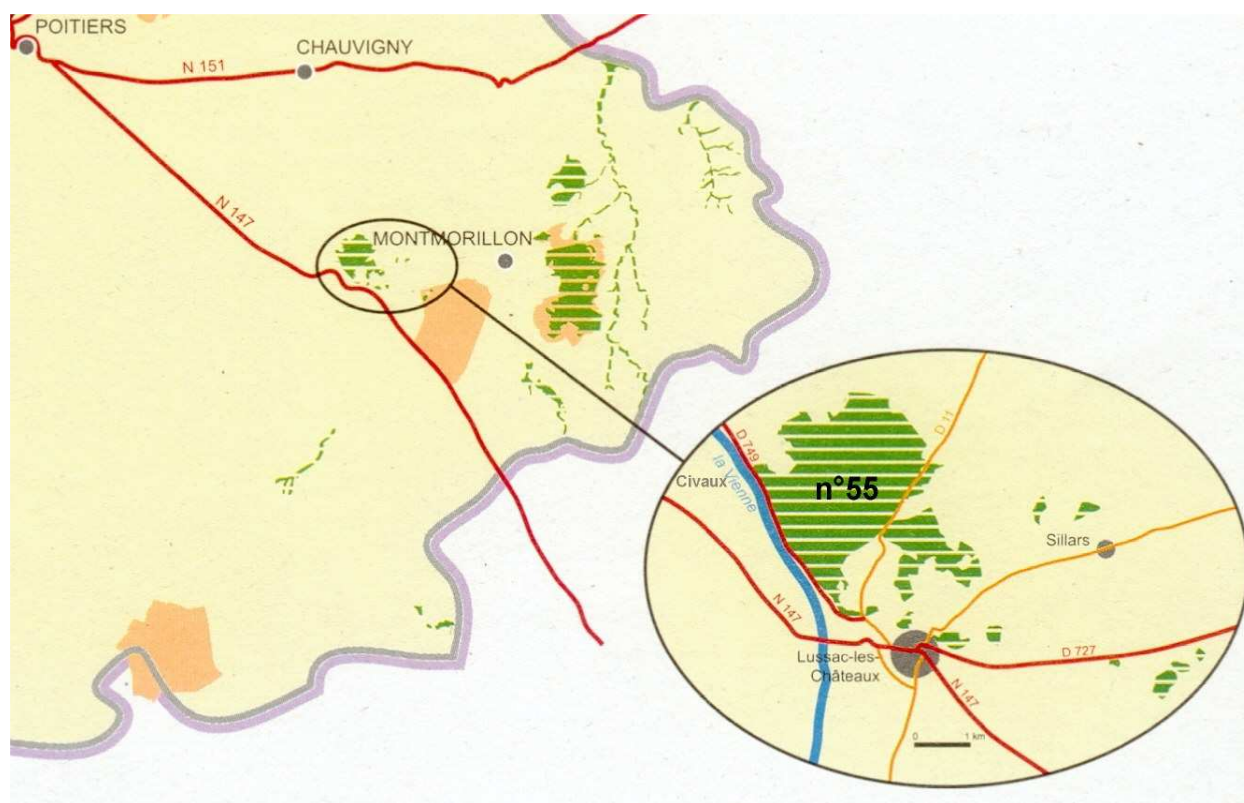 POITIERS
CHAUVIGNY
N 151
N 147
MONTMORILLON
D 11
D 749
la Vienne
Civaux
n°55
Sillars
N 147
Lussac-les-
Châteaux
D 727
N 147
0 1 km